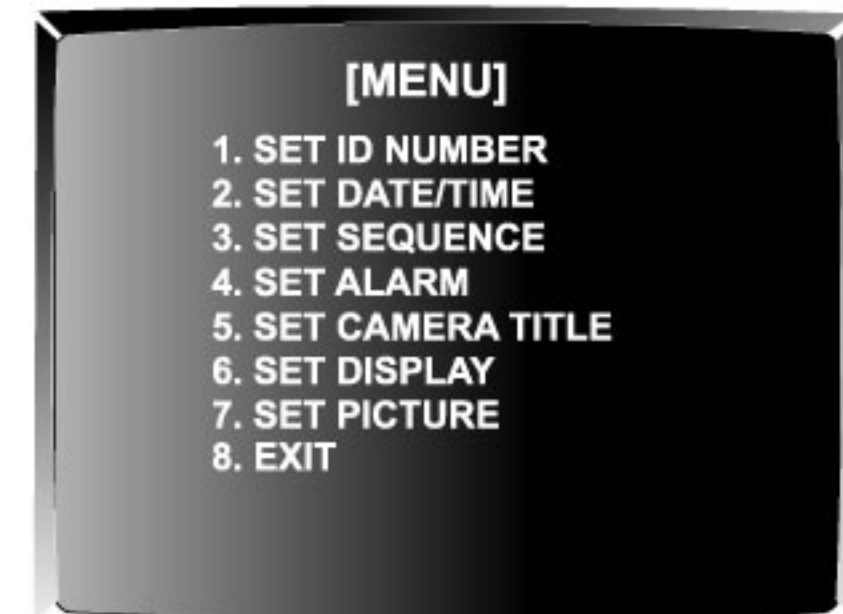 [MENU]
1. SET ID NUMBER
2. SET DATE/TIME
3. SET SEQUENCE
4. SET ALARM
5. SET CAMERA TITLE
6. SET DISPLAY
7. SET PICTURE
8. EXIT